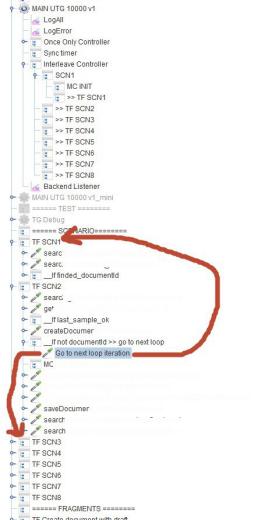 MAIN UTG 10000 v1
LogAll
LogError
Once Only Controller
Sync timer
Interleave Controller
SCN1
MC INIT
>> TF SCN1
>> TF SCN2
>> TF SCN3
>> TF SCN4
>> TF SCN5
>> TF SCN6
>> TF SCN7
>> TF SCN8
Backend Listener
MAIN UTG 10000 v1_mini
====== TEST ========
TG Debug
====== SCENARIO========
TF SCN1
searc
searc
__If finded_documentId
TF SCN2
searc
ge
__If last_sample_ok
createDocumer
__If not documentId >> go to next loop
Go to next loop iteration
MC
saveDocumer
search
search
TF SCN3
TF SCN4
TF SCN5
TF SCN6
TF SCN7
TF SCN8
====== FRAGMENTS ========
TF Create document with draft